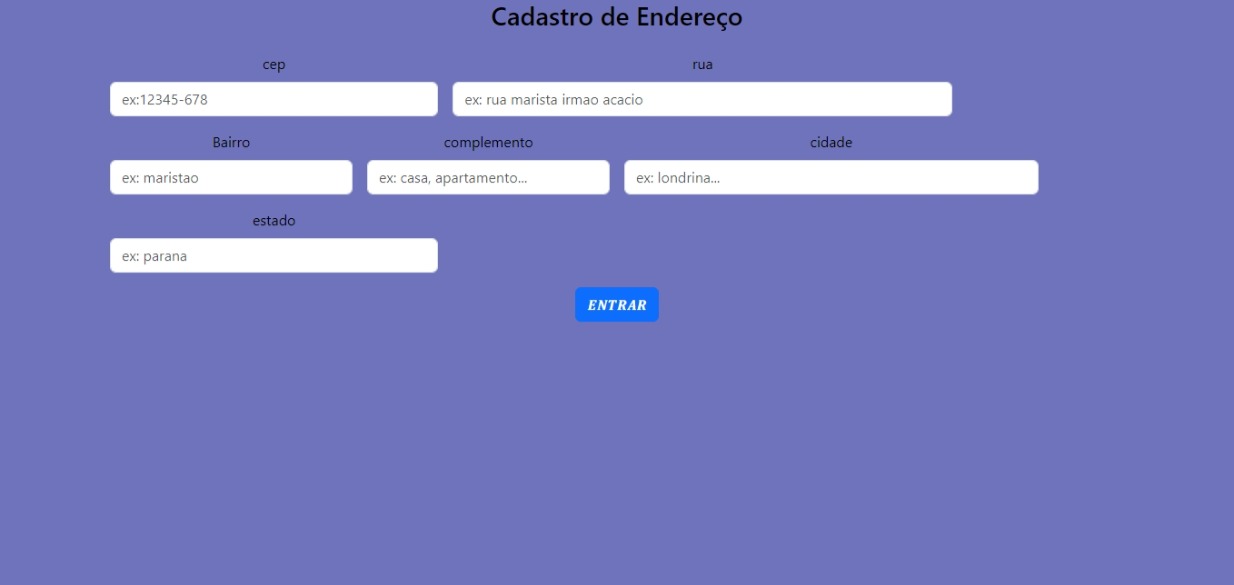 Cadastro de Endereço
cep rua
ex:12345-678 ex: rua marista irmao acacio
Bairro complemento cidade
ex: maristao ex: casa, apartamento... ex: londrina...
estado
ex: parana
ENTRAR